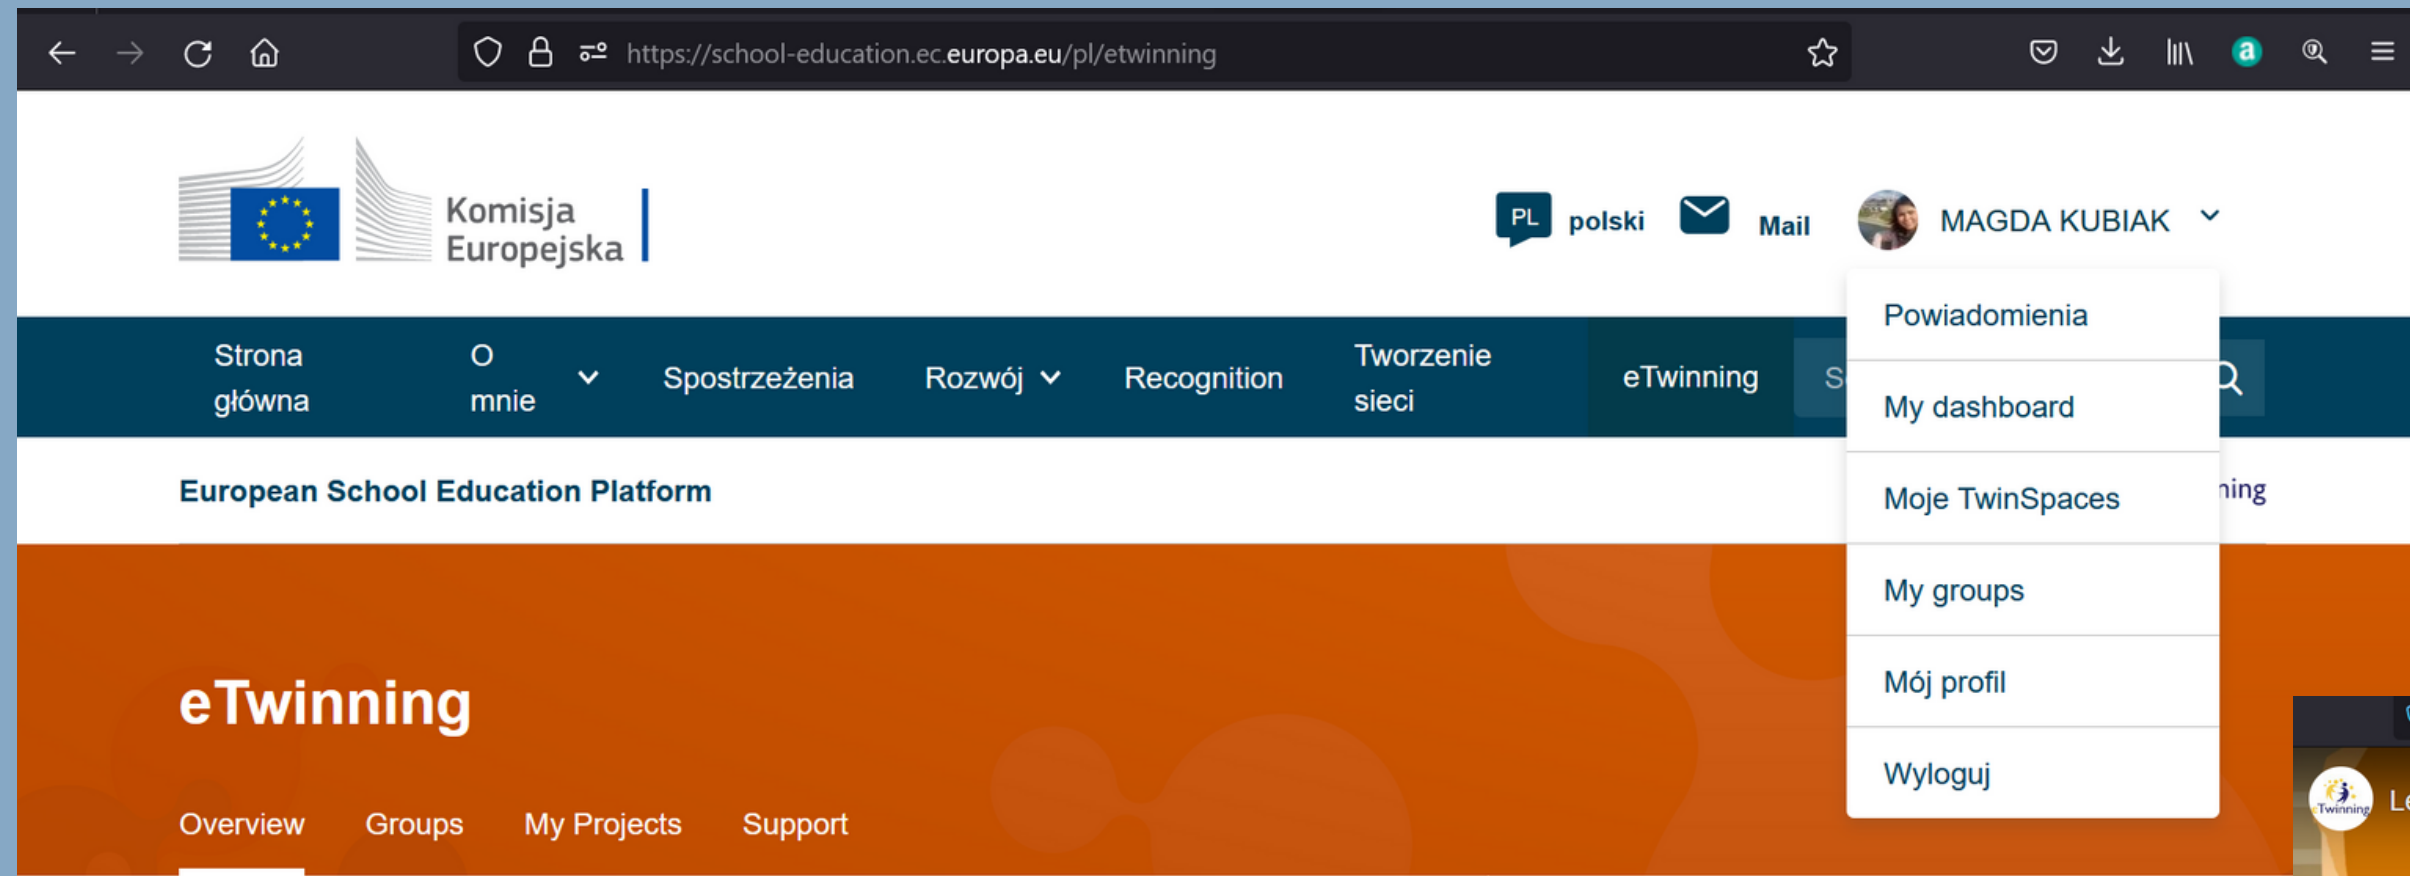 https://school-education.ec.europa.eu/pl/etwinning
a
Komisja
Europejska
PL polski Mail MAGDA KUBIAK
Powiadomienia
My dashboard
Moje TwinSpaces
My groups
Mój profil
Wyloguj
Strona
główna
O
mnie
Spostrzeżenia
Rozwój
Recognition
Tworzenie
sieci
eTwinning
European School Education Platform
ning
eTwinning
Overview Groups My Projects Support
eTwinning